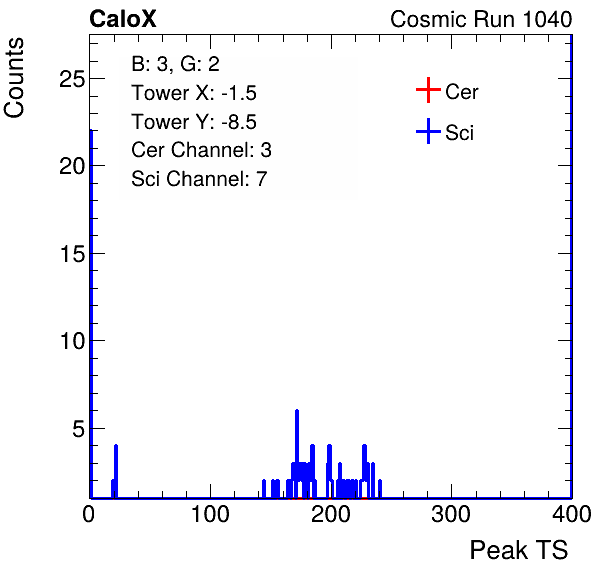 CaloX Cosmic Run 1040
Counts
B: 3, G: 2
Tower X: -1.5
Tower Y: -8.5
Cer Channel: 3
Sci Channel: 7
Cer
Sci
25
20
15
10
5
0 100 200 300 400
Peak TS